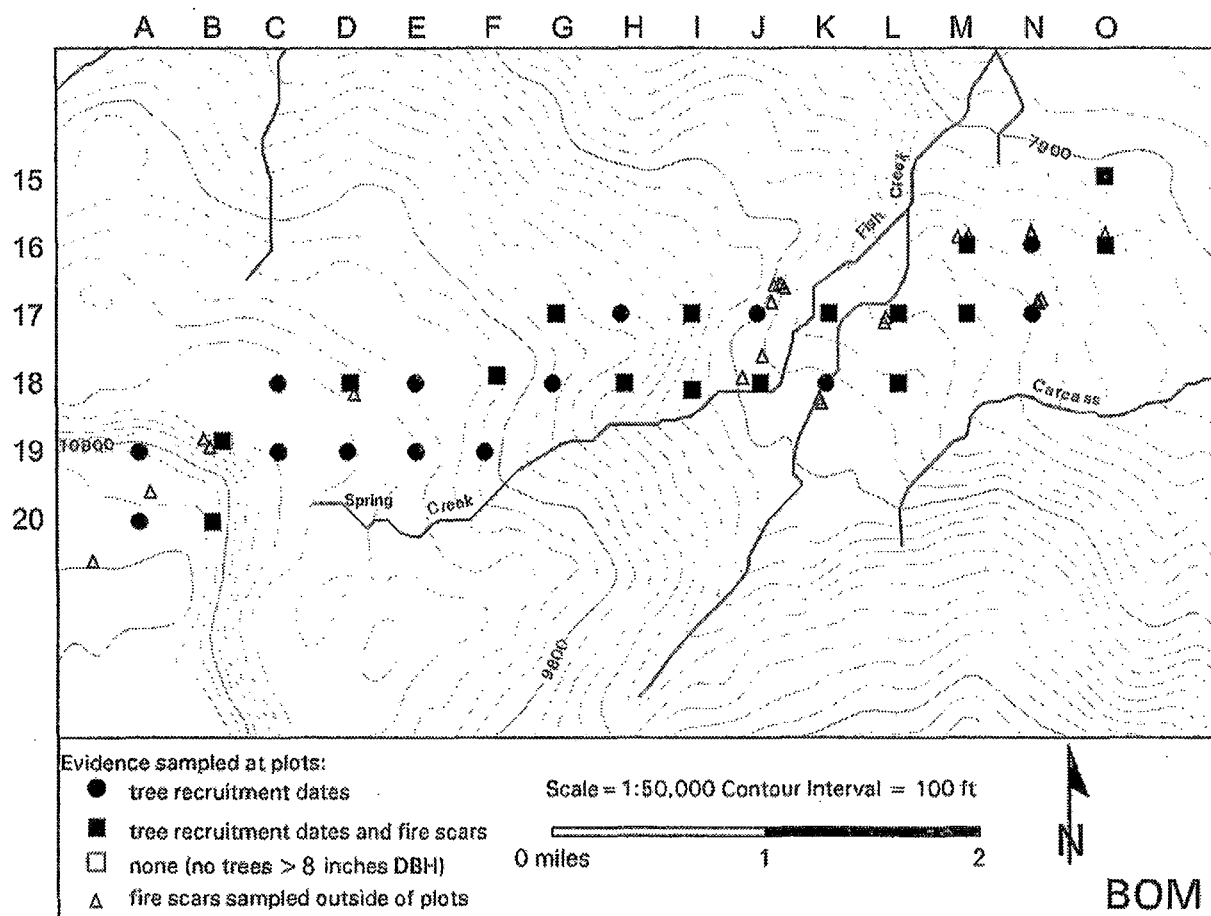 A B C D E F G H I J K L M N O
15
16
17
18
19
20
7900
Fish Creek
Carcass
10800
Spring Creek
9800
Evidence sampled at plots:
tree recruitment dates
tree recruitment dates and fire scars
none (no trees > 8 inches DBH)
fire scars sampled outside of plots
Scale = 1:50,000 Contour Interval = 100 ft
0 miles 1 2
N
BOM